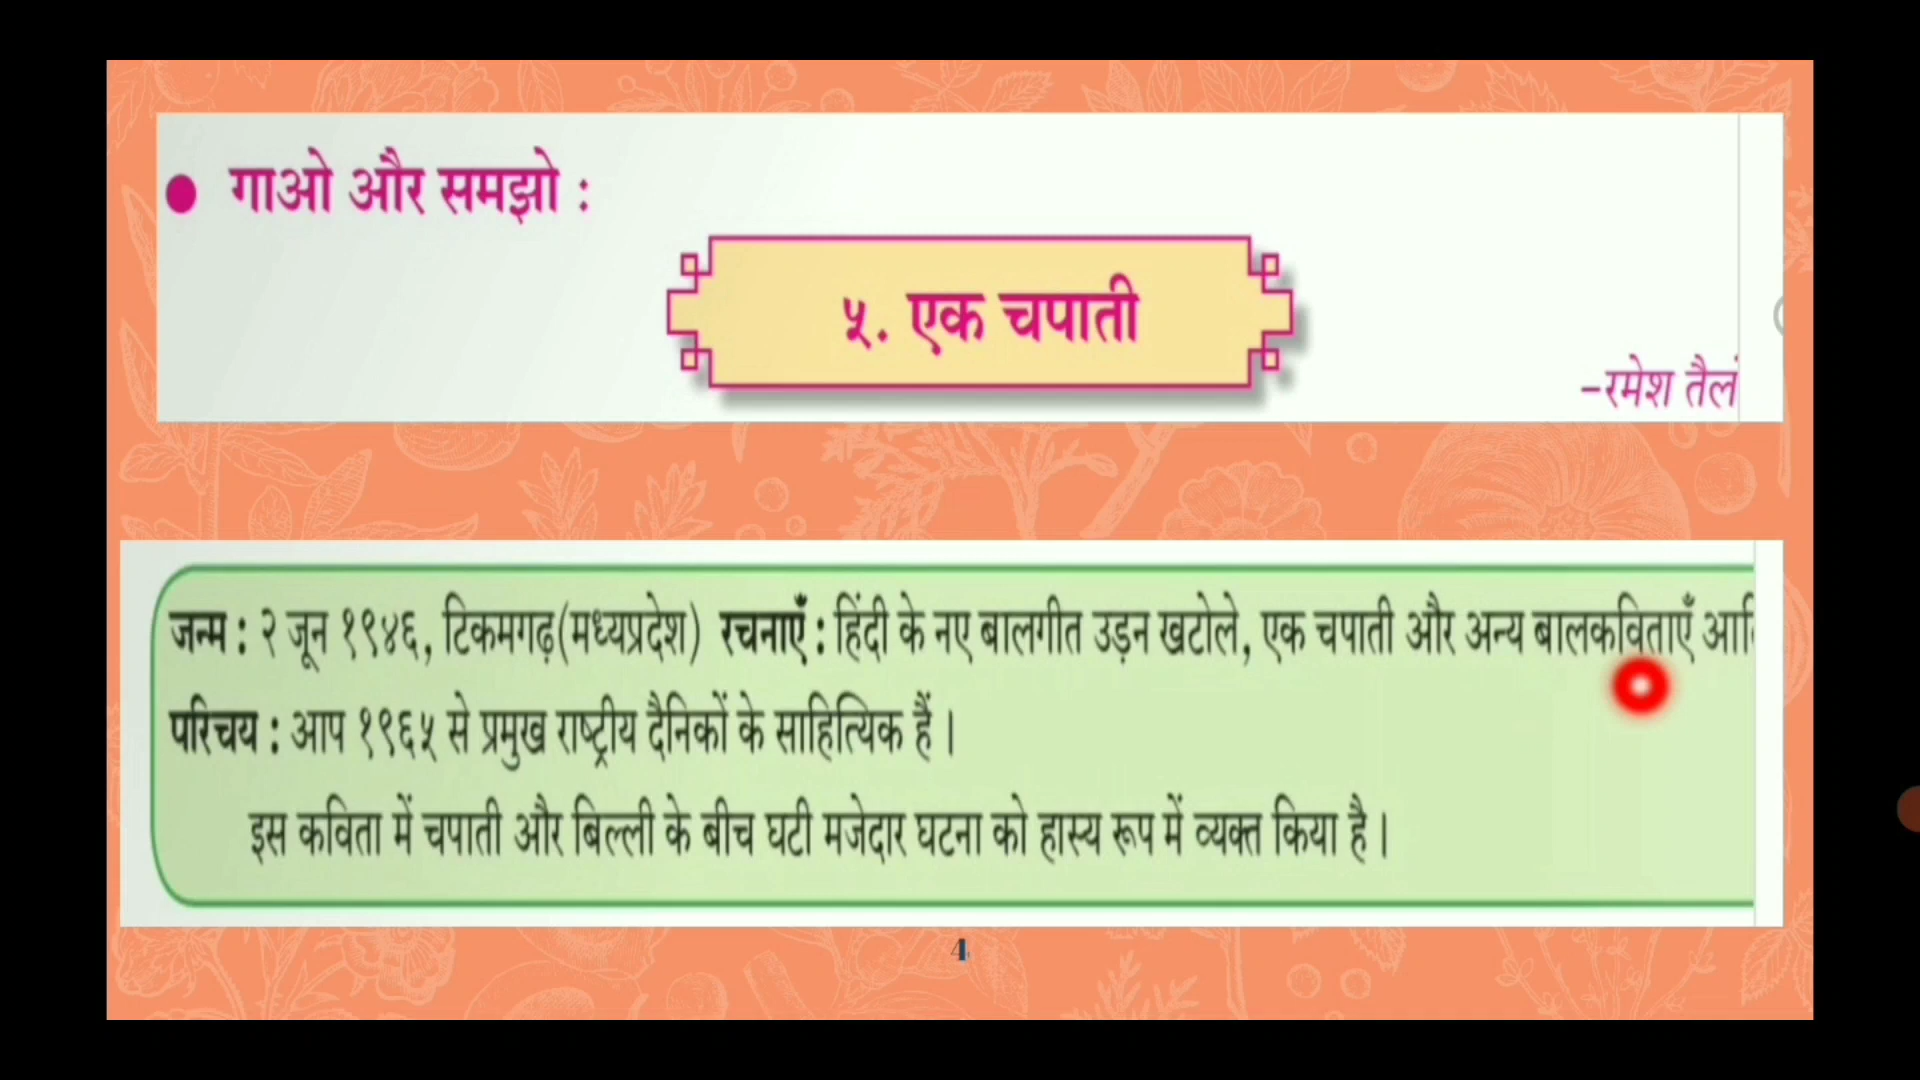 ● गाओ और समझो :
५. एक चपाती
–रमेश
जन्म : २ जून १९४६, टिकमगढ़(मध्यप्रदेश) रचनाएँ : हिंदी के नए बालगीत उड़न खटोले, एक चपाती और अन्य बालकविताएँ
परिचय : आप १९६५ से प्रमुख राष्ट्रीय दैनिकों के साहित्यिक हैं ।
इस कविता में चपाती और बिल्ली के बीच घटी मजेदार घटना को हास्य रूप में व्यक्त किया है ।
4